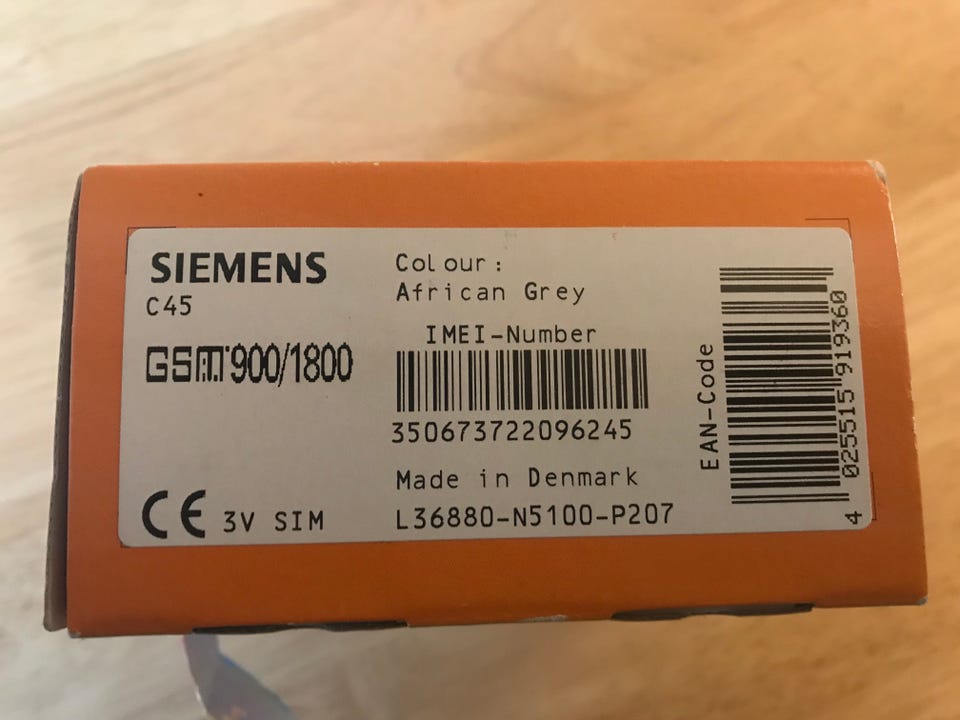 SIEMENS
C45
GSM 900/1800
CE 3V SIM
Colour:
African Grey
IMEI-Number
350673722096245
Made in Denmark
L36880-N5100-P207
EAN-Code
4 025515 919360